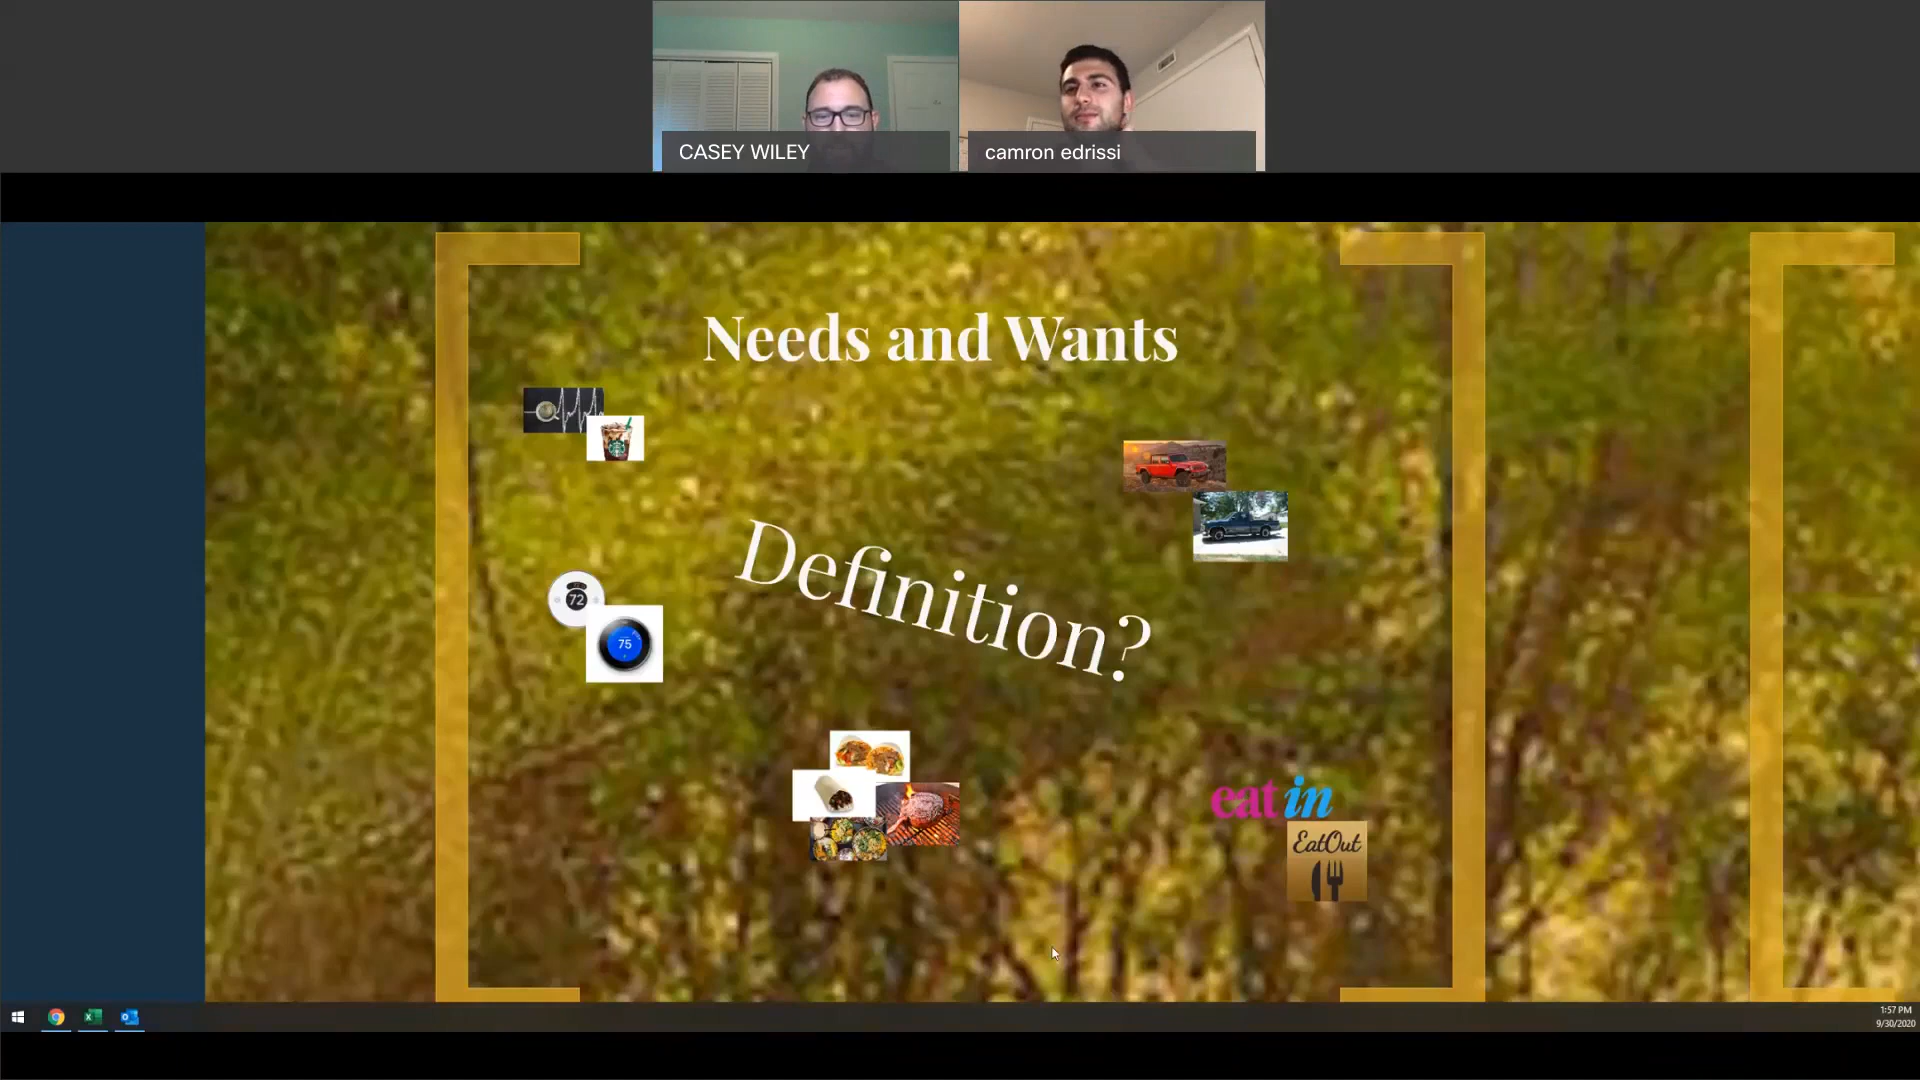 CASEY WILEY
camron edrissi
Needs and Wants
Definition?
72
75
eat in
EatOut
1:57 PM
9/30/2020